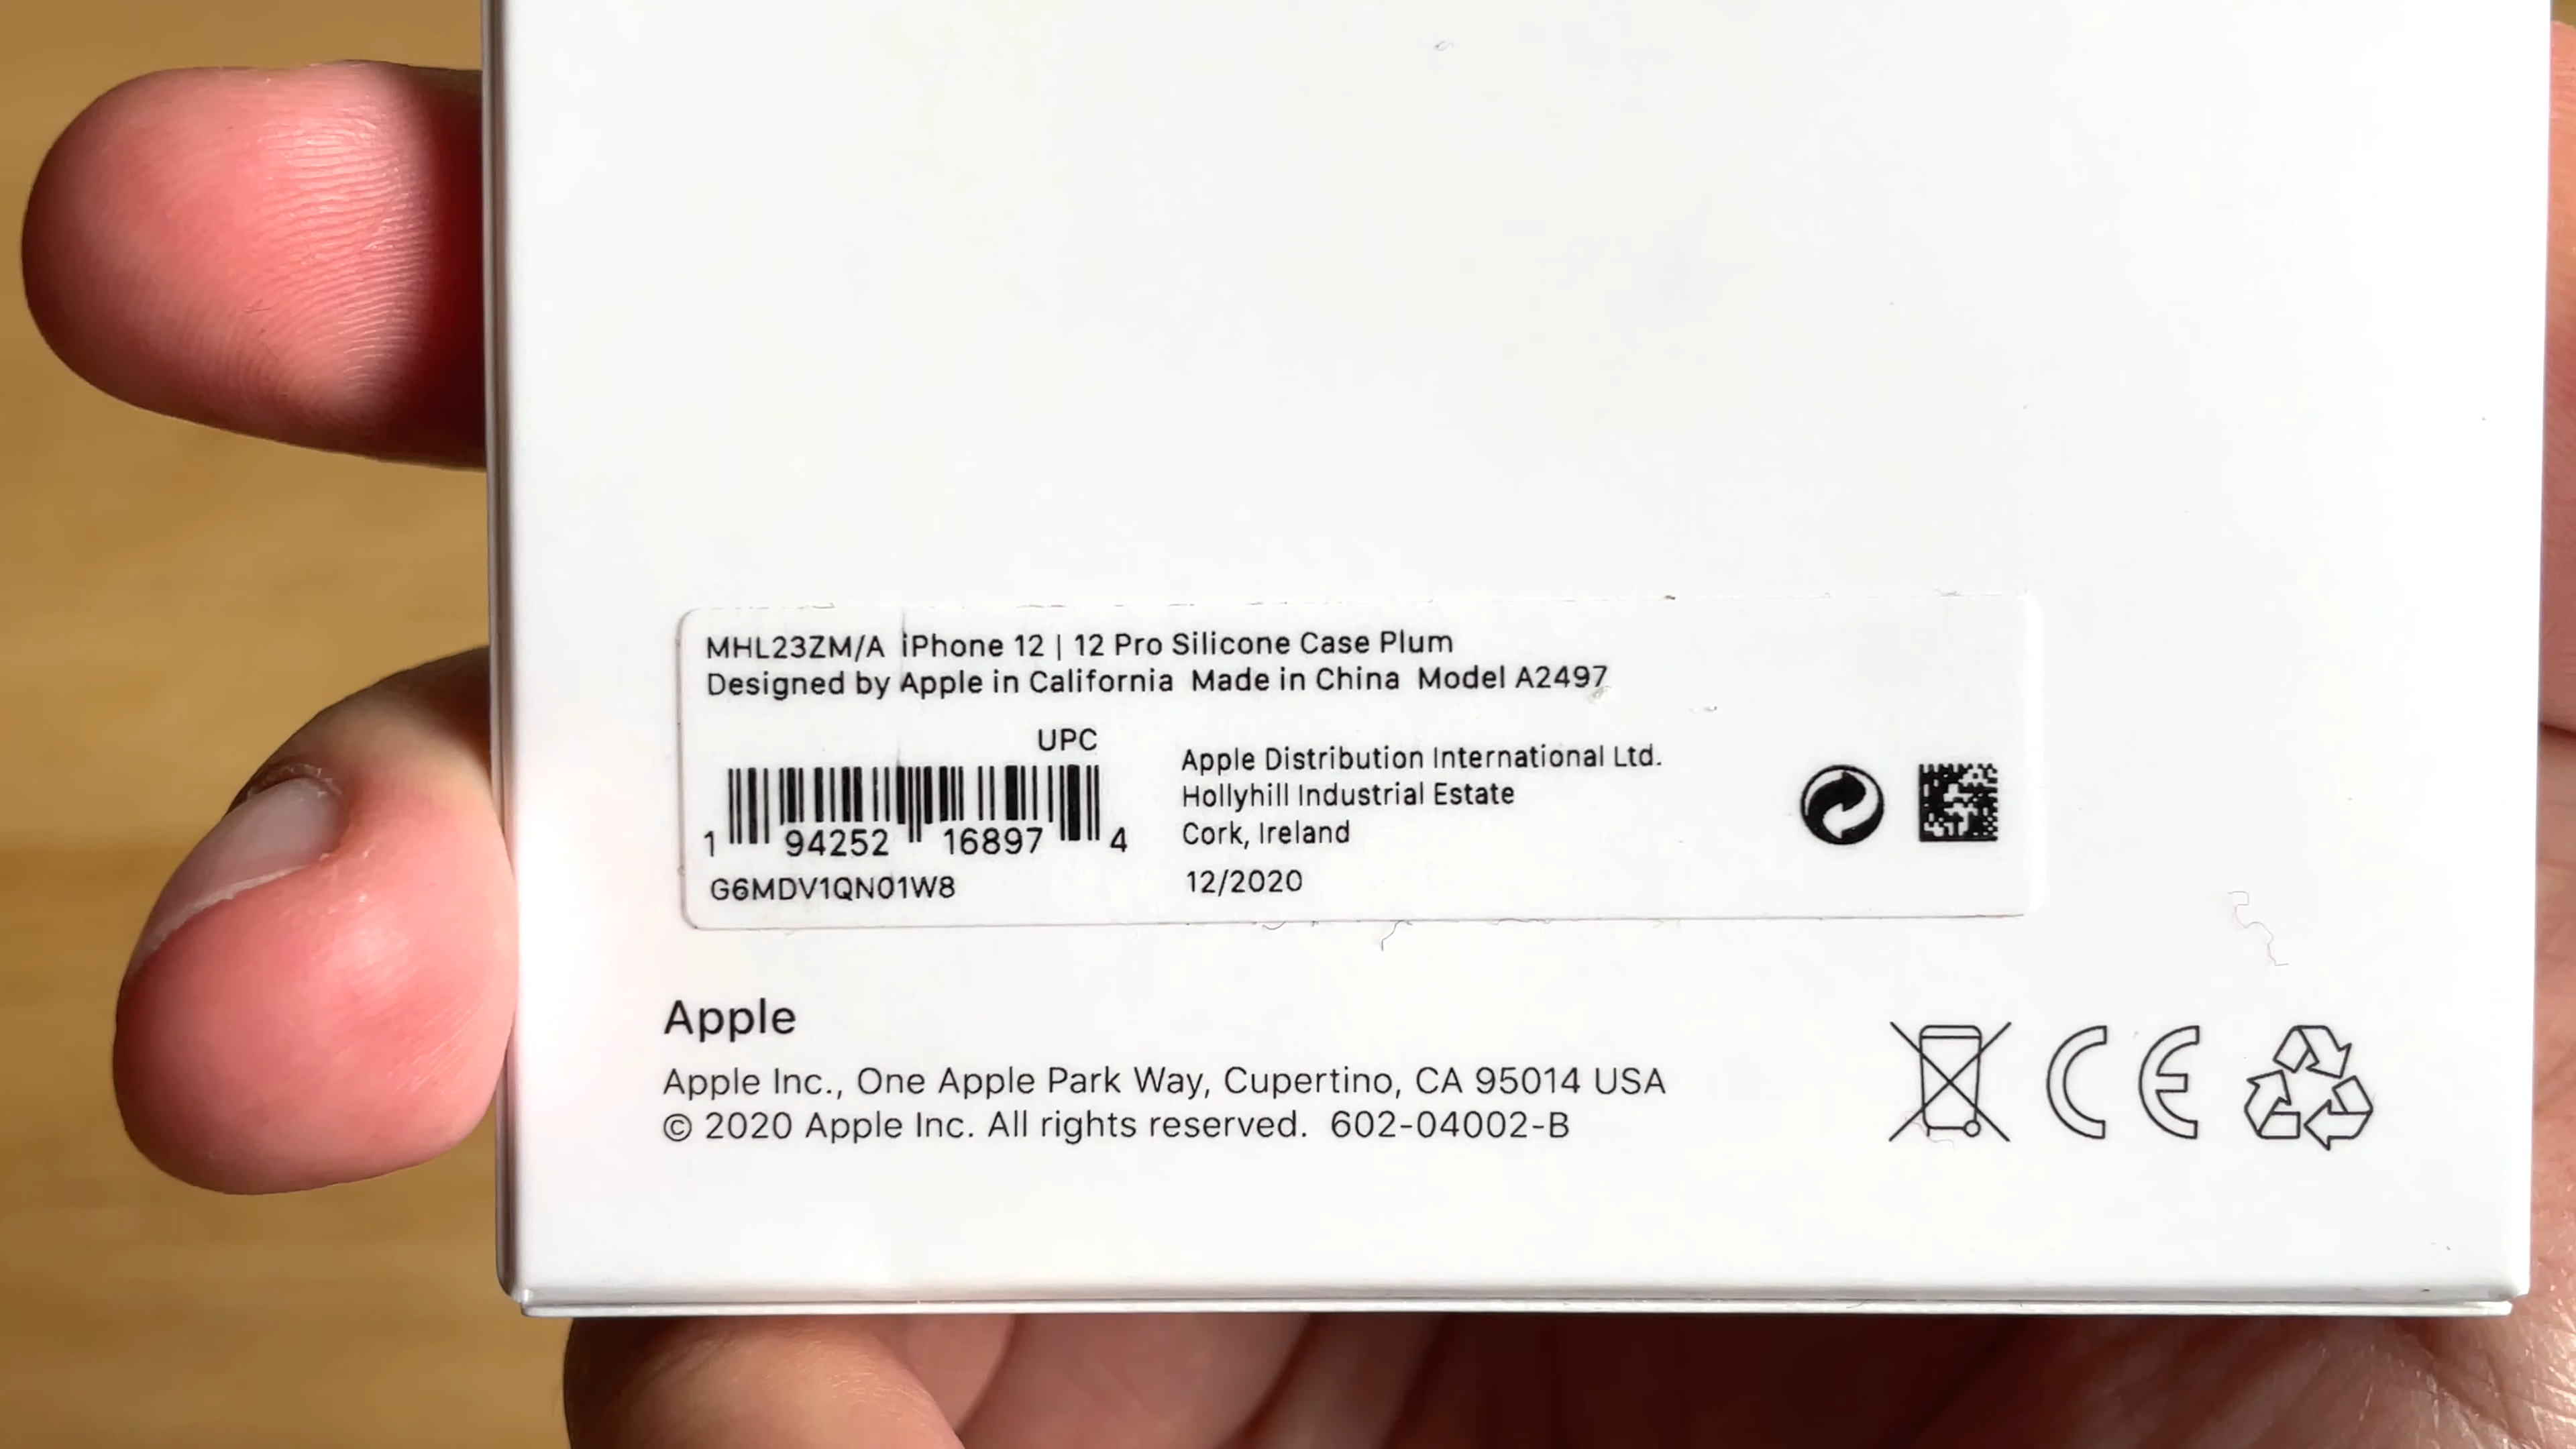 MHL23ZM/A iPhone 12 | 12 Pro Silicone Case Plum
Designed by Apple in California Made in China Model A2497
UPC
1 94252 16897 4
G6MDV1QN01W8
Apple Distribution International Ltd.
Hollyhill Industrial Estate
Cork, Ireland
12/2020
Apple
Apple Inc., One Apple Park Way, Cupertino, CA 95014 USA
© 2020 Apple Inc. All rights reserved. 602-04002-B
CE